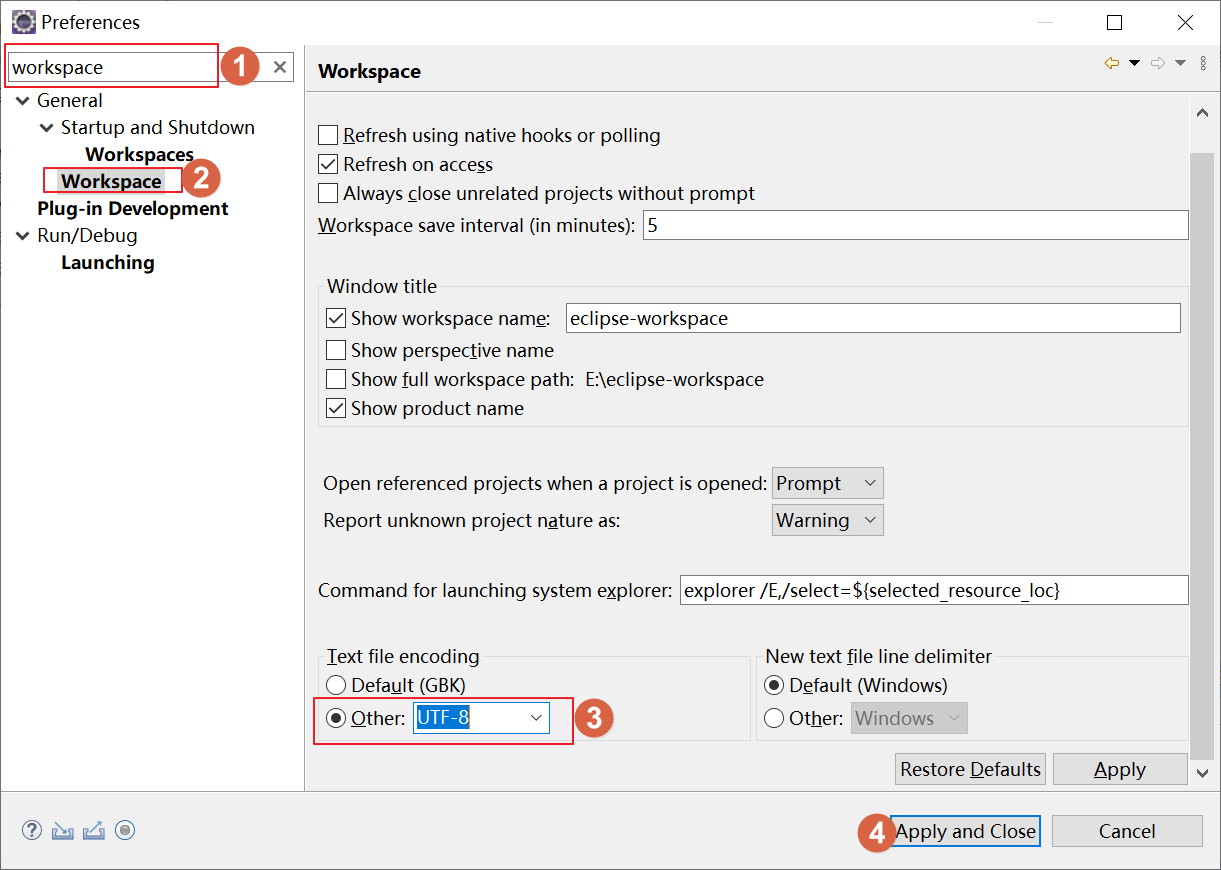 Preferences
workspace
1
General
Startup and Shutdown
Workspaces
Workspace
2
Plug-in Development
Run/Debug
Launching
Workspace
Refresh using native hooks or polling
Refresh on access
Always close unrelated projects without prompt
Workspace save interval (in minutes): 5
Window title
Show workspace name: eclipse-workspace
Show perspective name
Show full workspace path: E:\eclipse-workspace
Show product name
Open referenced projects when a project is opened: Prompt
Report unknown project nature as: Warning
Command for launching system explorer: explorer /E,/select=${selected_resource_loc}
Text file encoding
Default (GBK)
Other: UTF-8
3
New text file line delimiter
Default (Windows)
Other: Windows
Restore Defaults
Apply
4
Apply and Close
Cancel